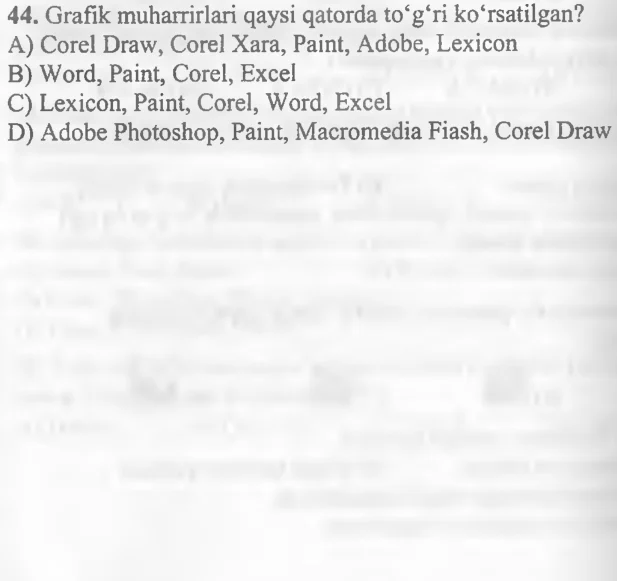 44. Grafik muharrirlari qaysi qatorda to‘g‘ri ko‘rsatilgan?
A) Corel Draw, Corel Xara, Paint, Adobe, Lexicon
B) Word, Paint, Corel, Excel
C) Lexicon, Paint, Corel, Word, Excel
D) Adobe Photoshop, Paint, Macromedia Fiash, Corel Draw